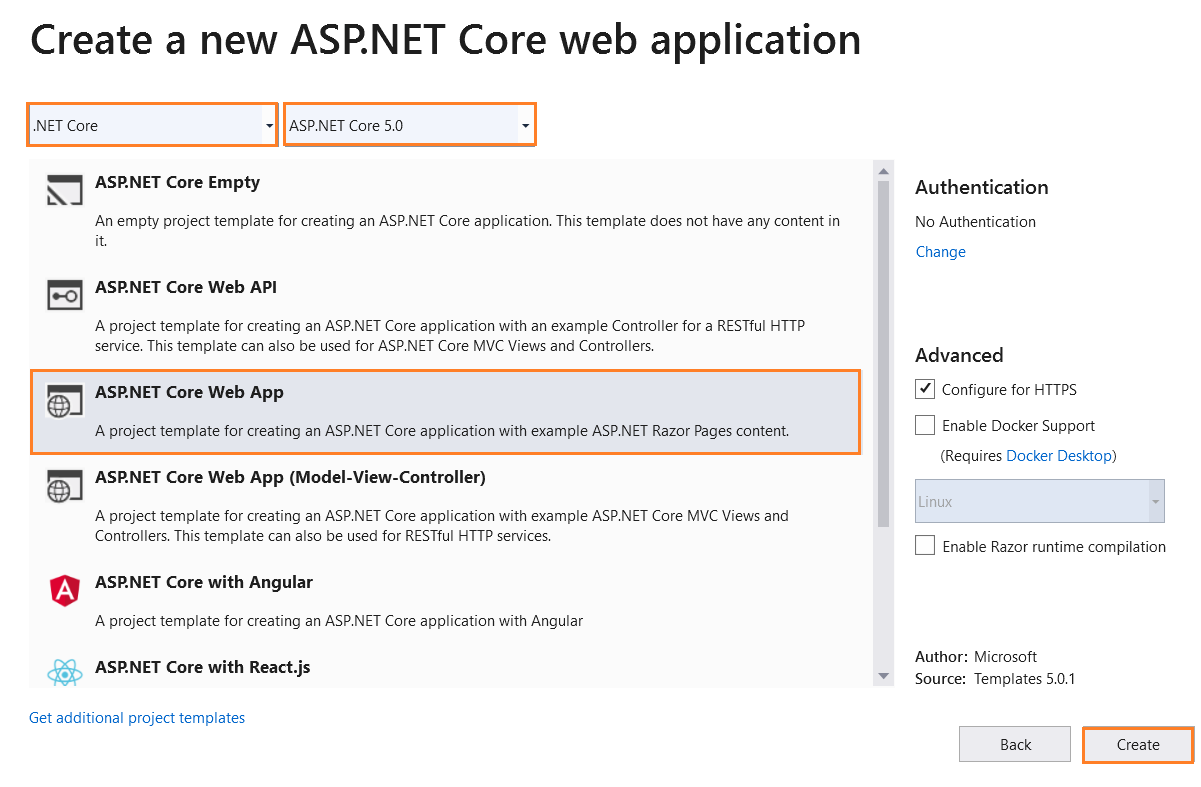 Create a new ASP.NET Core web application
.NET Core
ASP.NET Core 5.0
ASP.NET Core Empty
An empty project template for creating an ASP.NET Core application. This template does not have any content in
it.
ASP.NET Core Web API
A project template for creating an ASP.NET Core application with an example Controller for a RESTful HTTP
service. This template can also be used for ASP.NET Core MVC Views and Controllers.
ASP.NET Core Web App
A project template for creating an ASP.NET Core application with example ASP.NET Razor Pages content.
ASP.NET Core Web App (Model-View-Controller)
A project template for creating an ASP.NET Core application with example ASP.NET Core MVC Views and
Controllers. This template can also be used for RESTful HTTP services.
ASP.NET Core with Angular
A project template for creating an ASP.NET Core application with Angular
ASP.NET Core with React.js
Get additional project templates
Authentication
No Authentication
Change
Advanced
Configure for HTTPS
Enable Docker Support
(Requires Docker Desktop)
Linux
Enable Razor runtime compilation
Author: Microsoft
Source: Templates 5.0.1
Back
Create